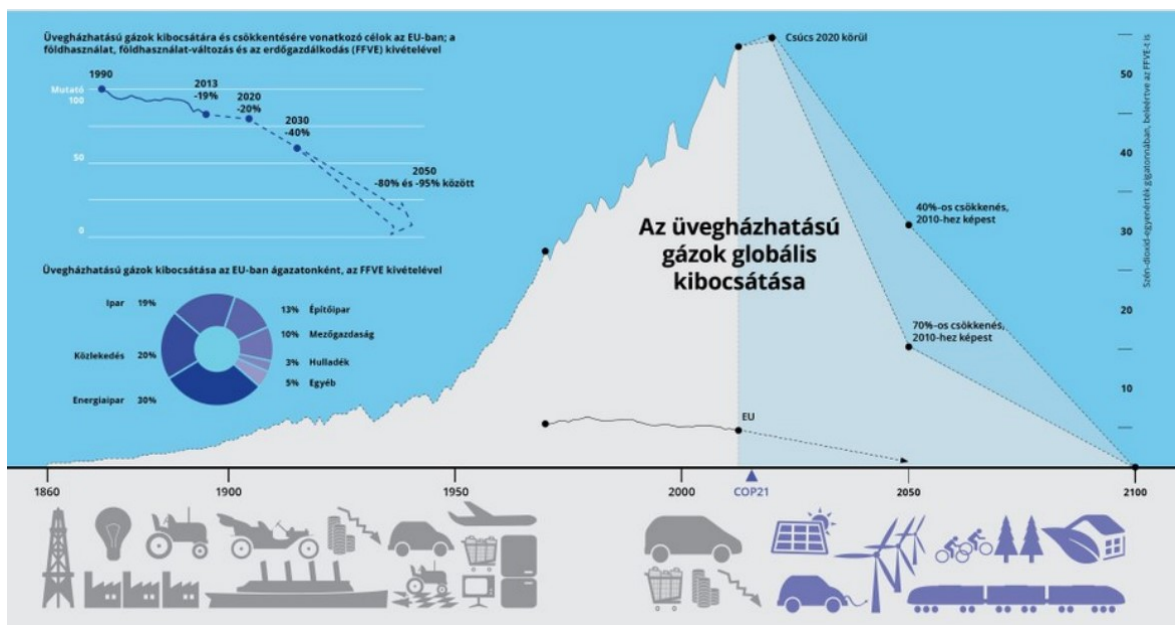 Üvegházhatású gázok kibocsátára és csökkentésére vonatkozó célok az EU-ban; a
földhasználat, földhasználat-változás és az erdőgazdálkodás (FFVE) kivételével
1990
Mutató
100
2013
-19%
2020
-20%
2030
-40%
50
2050
-80% és -95% között
0
Üvegházhatású gázok kibocsátása az EU-ban ágazatonként, az FFVE kivételével
Ipar 19%
13% Építőipar
10% Mezőgazdaság
Közlekedés 20%
3% Hulladék
5% Egyéb
Energiaipar 30%
Csúcs 2020 körül
Az üvegházhatású
gázok globális
kibocsátása
40%-os csökkenés,
2010-hez képest
70%-os csökkenés,
2010-hez képest
EU
50
40
30
20
10
Szén-dioxid-egyenérték gigatonnában, beleértve az FFVE-t is
1860
1900
1950
2000
COP21
2050
2100